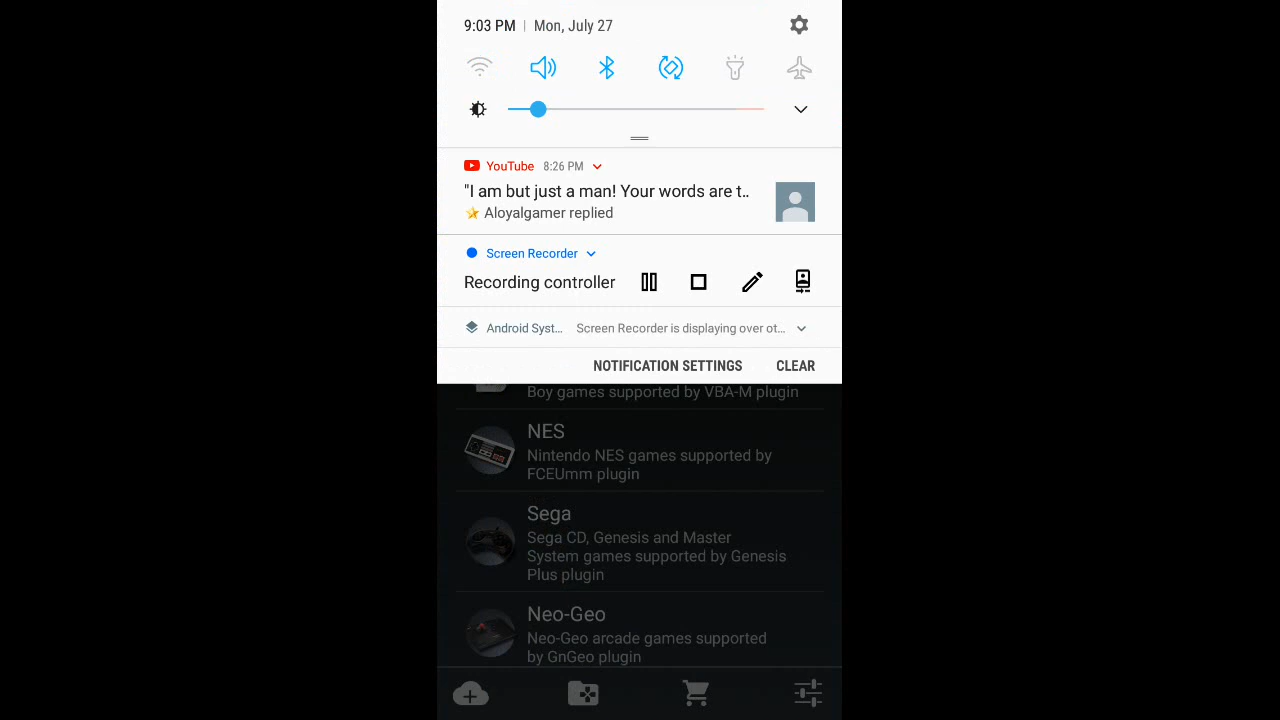 9:03 PM | Mon, July 27
YouTube 8:26 PM
"I am but just a man! Your words are t..
Aloyalgamer replied
Screen Recorder
Recording controller
Android Syst... Screen Recorder is displaying over ot...
NOTIFICATION SETTINGS CLEAR
Boy games supported by VBA-M plugin
NES
Nintendo NES games supported by
FCEUmm plugin
Sega
Sega CD, Genesis and Master
System games supported by Genesis
Plus plugin
Neo-Geo
Neo-Geo arcade games supported
by GnGeo plugin